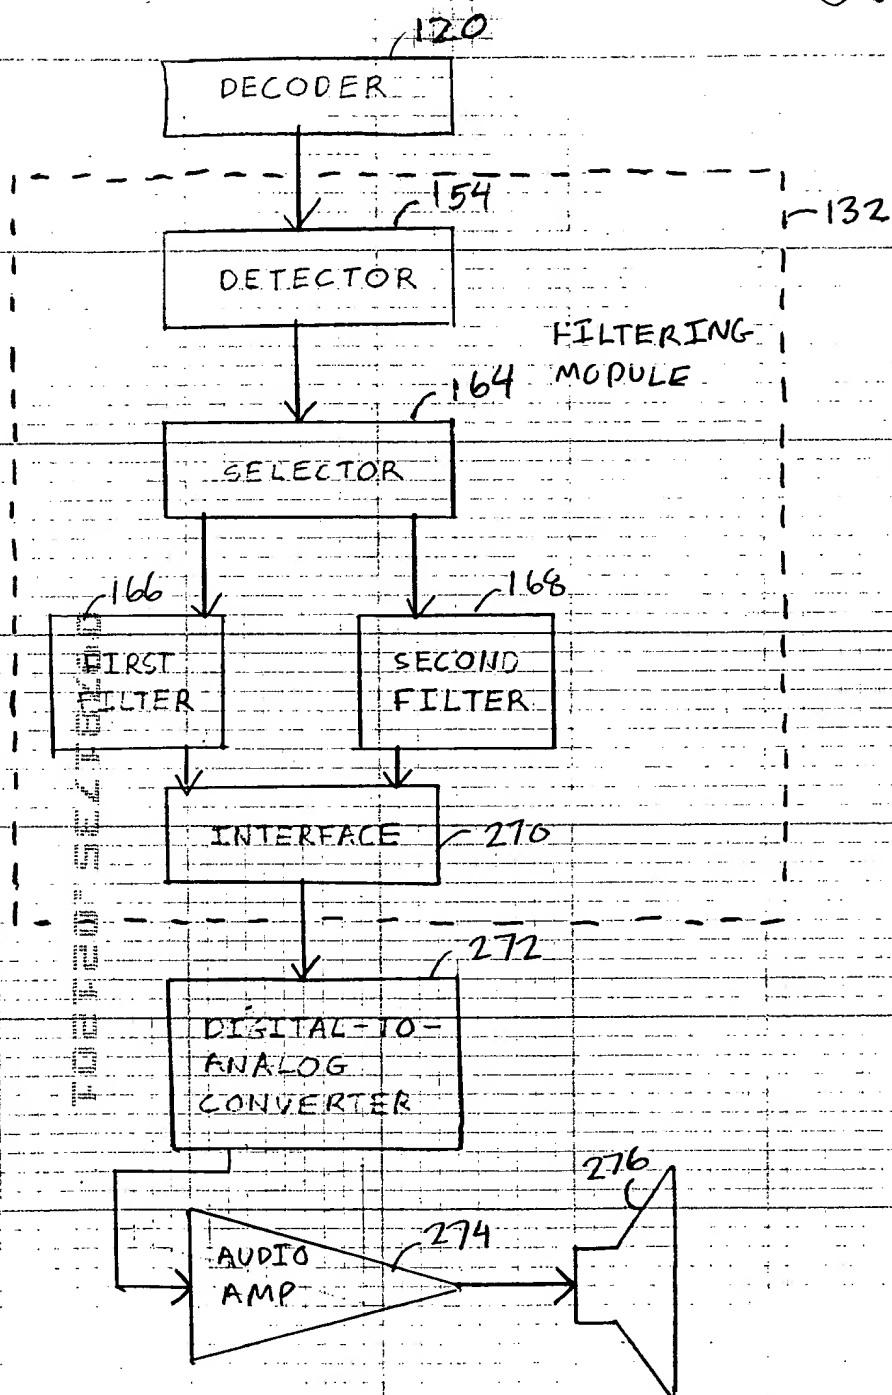 120
DECODER
154
132
DETECTOR
FILTERING
MODULE
164
SELECTOR
166
168
FIRST
FILTER
SECOND
FILTER
INTERFACE
270
272
DIGITAL-TO-
ANALOG
CONVERTER
276
274
AUDIO
AMP